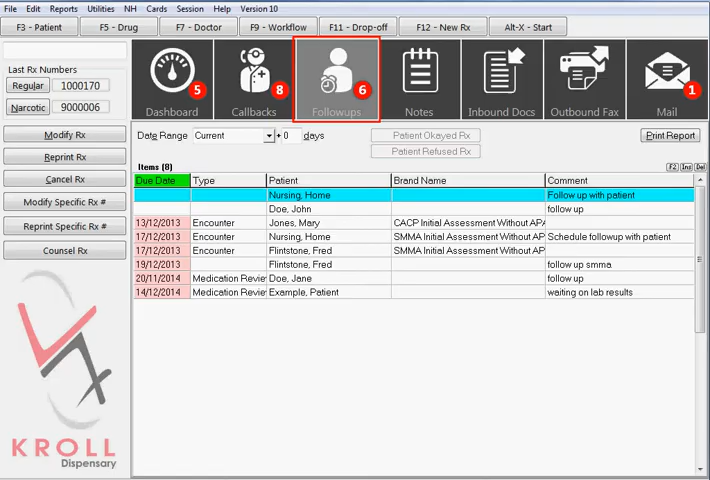 File Edit Reports Utilities NH Cards Session Help Version 10
F3 - Patient F5 - Drug F7 - Doctor F9 - Workflow F11 - Drop-off F12 - New Rx Alt-X - Start
Last Rx Numbers
Regular 1000170
Narcotic 9000006
Modify Rx
Reprint Rx
Cancel Rx
Modify Specific Rx #
Reprint Specific Rx #
Counsel Rx
KROLL
Dispensary
5 8 6 1
Dashboard Callbacks Followups Notes Inbound Docs Outbound Fax Mail
Date Range Current + 0 days
Patient Okayed Rx
Patient Refused Rx
Print Report
Items (8) F2 Ins Del
Due Date Type Patient Brand Name Comment
Nursing, Home Follow up with patient
Doe, John follow up
13/12/2013 Encounter Jones, Mary CACP Initial Assessment Without APA
17/12/2013 Encounter Nursing, Home SMMA Initial Assessment Without AP Schedule followup with patient
17/12/2013 Encounter Flintstone, Fred SMMA Initial Assessment Without AP
19/12/2013 Flintstone, Fred follow up smma
20/11/2014 Medication Review Doe, Jane follow up
14/12/2014 Medication Review Example, Patient waiting on lab results